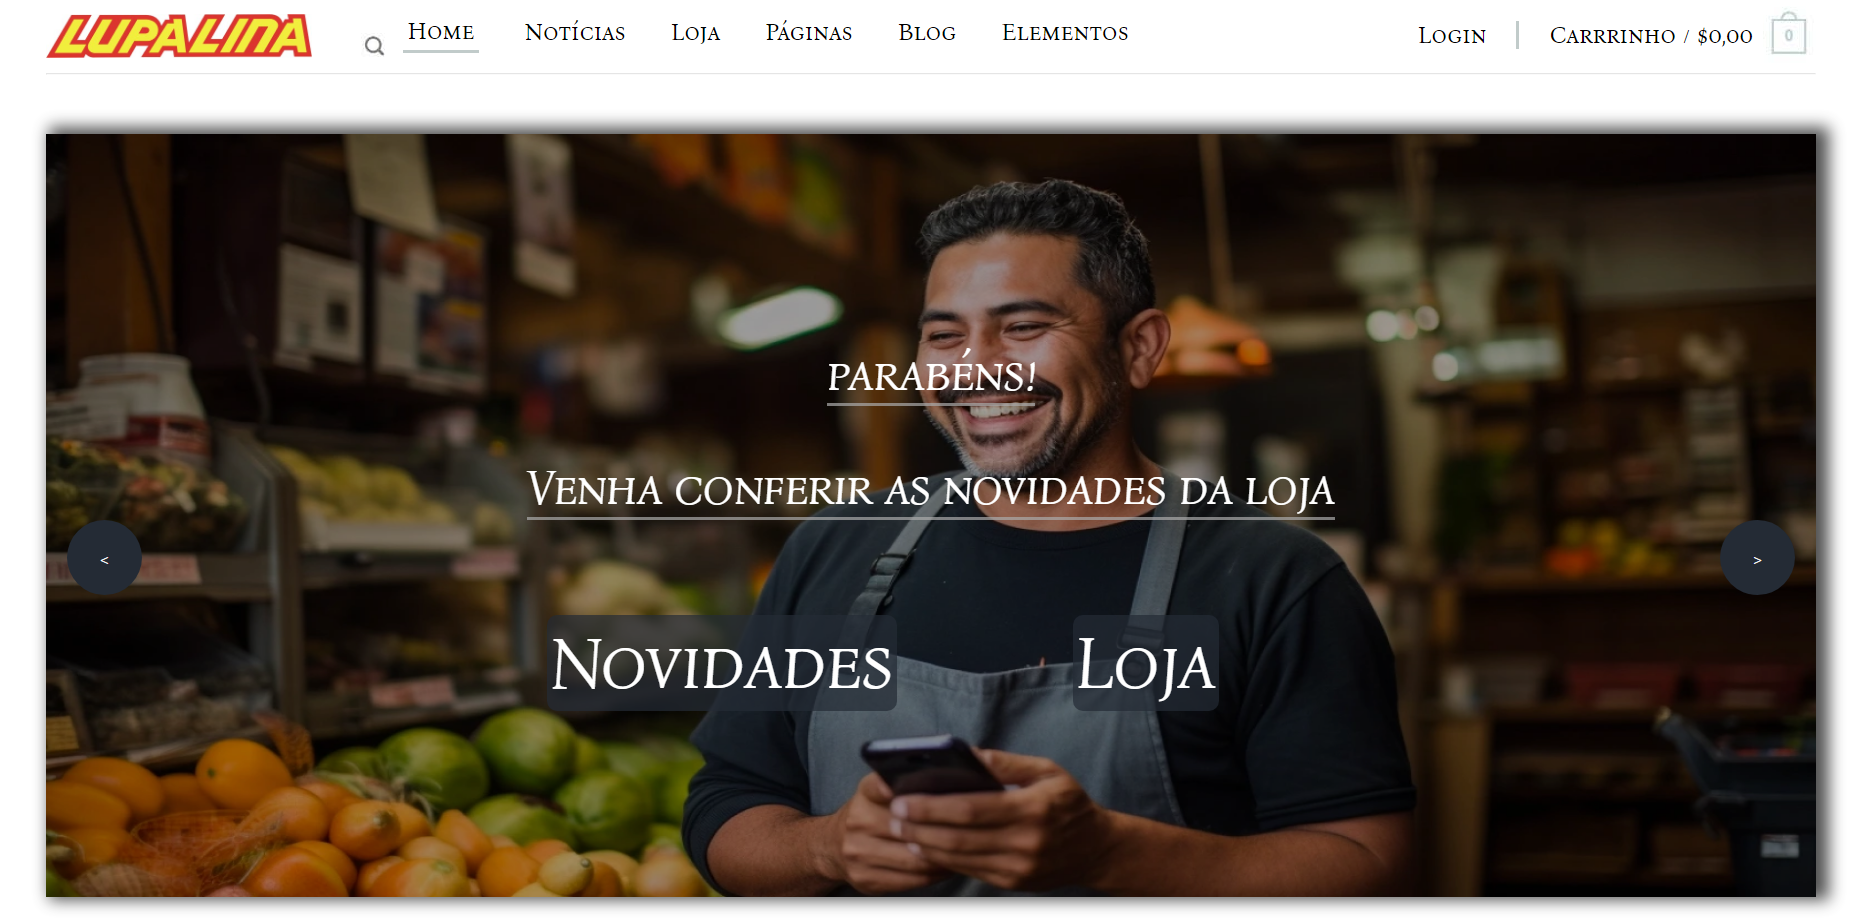 LUPALINA
Home Notícias Loja Páginas Blog Elementos Login Carrrinho / $0,00 0
parabéns!
Venha conferir as novidades da loja
< >
Novidades Loja